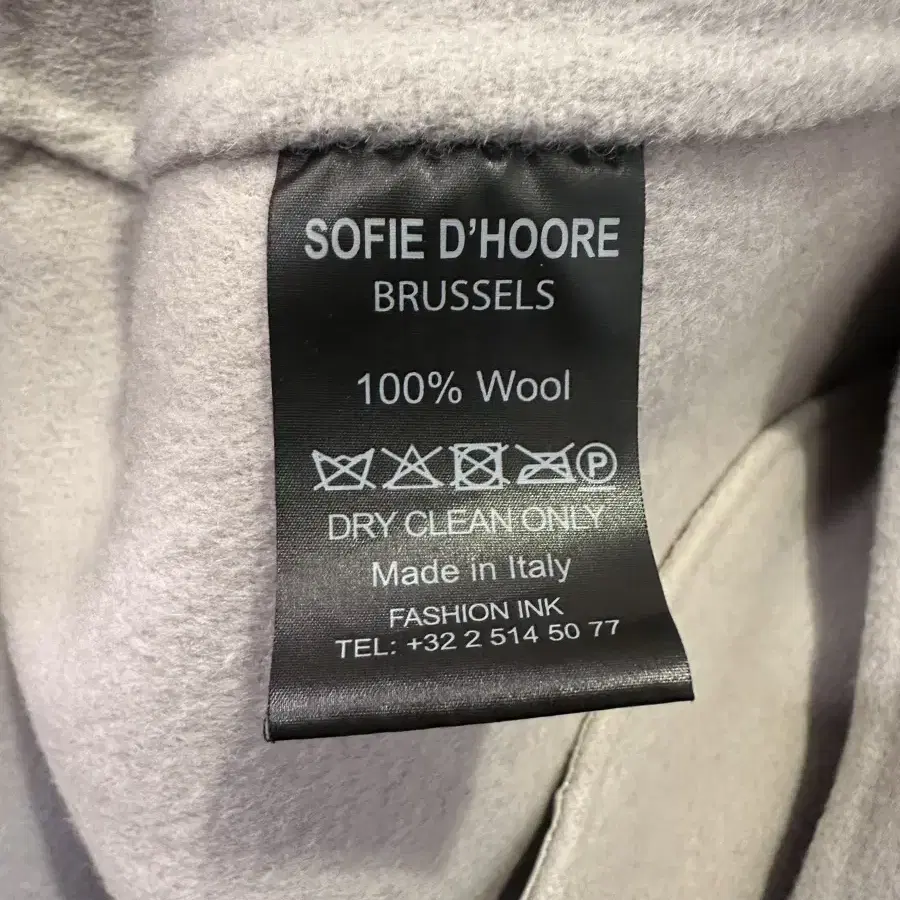 SOFIE D'HOORE
BRUSSELS
100% Wool
P
DRY CLEAN ONLY
Made in Italy
FASHION INK
TEL: +32 2 514 50 77